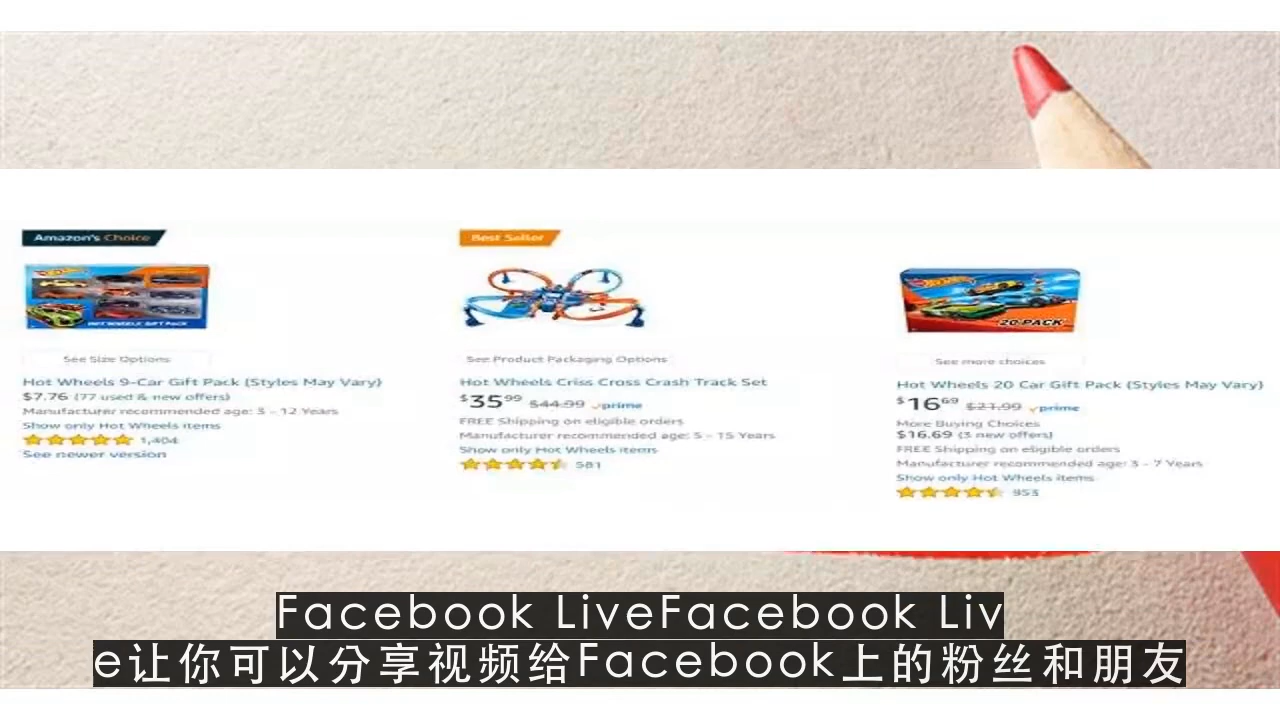 Amazon's Choice
HOT WHEELS GIFT PACK
See Size Options
Hot Wheels 9-Car Gift Pack (Styles May Vary)
$7.76 (77 used & new offers)
Manufacturer recommended age: 3 - 12 Years
Show only Hot Wheels items
1,404
See newer version
Best Seller
See Product Packaging Options
Hot Wheels Criss Cross Crash Track Set
$35.99 $44.99 prime
FREE Shipping on eligible orders
Manufacturer recommended age: 5 - 15 Years
Show only Hot Wheels items
581
20 PACK
See more choices
Hot Wheels 20 Car Gift Pack (Styles May Vary)
$16.69 $21.99 prime
More Buying Choices
$16.69 (3 new offers)
FREE Shipping on eligible orders
Manufacturer recommended age: 3 - 7 Years
Show only Hot Wheels items
953
Facebook LiveFacebook Liv
e让你可以分享视频给Facebook上的粉丝和朋友